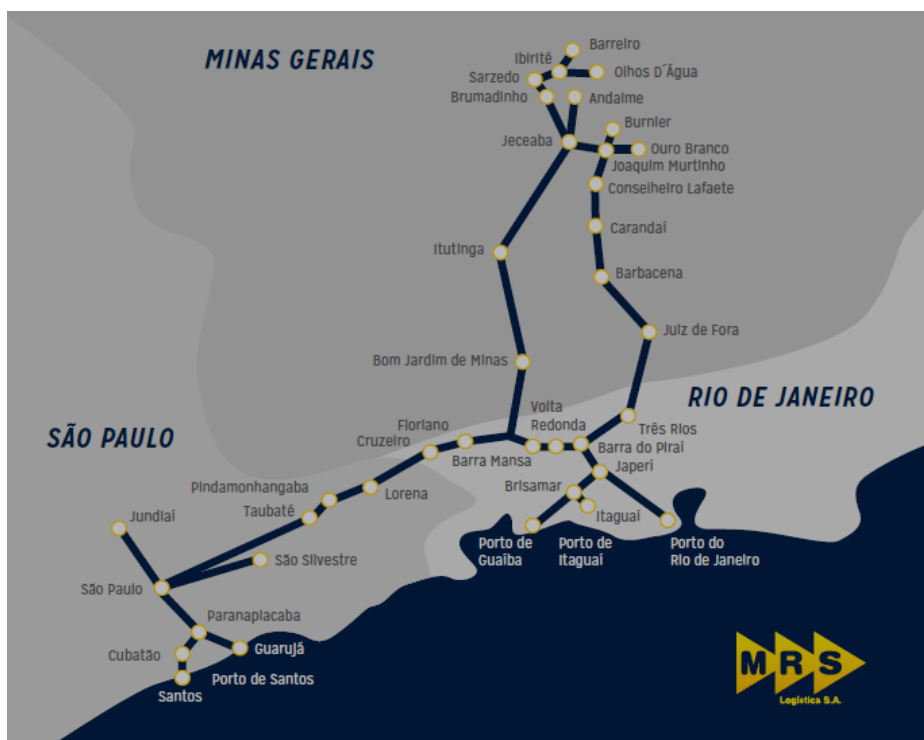 MINAS GERAIS
Barreiro
Ibirité
Olhos D´Água
Sarzedo
Brumadinho
Andaime
Burnier
Jeceaba
Ouro Branco
Joaquim Murtinho
Conselheiro Lafaete
Carandaí
Itutinga
Barbacena
Juiz de Fora
Bom Jardim de Minas
RIO DE JANEIRO
SÃO PAULO
Volta
Redonda
Floriano
Três Rios
Cruzeiro
Barra Mansa
Barra do Piraí
Japeri
Pindamonhangaba
Lorena
Brisamar
Taubaté
Itaguaí
Jundiaí
Porto de
Guaíba
Porto de
Itaguaí
Porto do
Rio de Janeiro
São Silvestre
São Paulo
Paranapiacaba
Cubatão
Guarujá
Santos
Porto de Santos
MRS
Logística S.A.